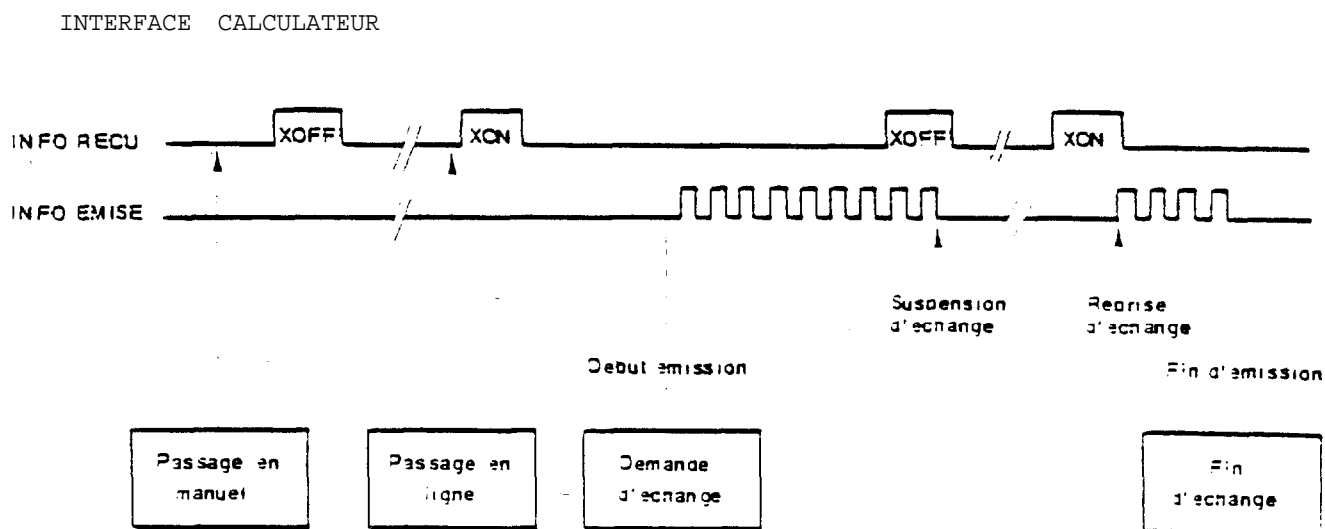 INTERFACE CALCULATEUR
INFO RECU
XOFF
XON
XOFF
XON
INFO EMISE
Suspension
d'echange
Reprise
d'echange
Debut emission
Fin d'emission
Passage en
manuel
Passage en
ligne
Demande
d'echange
Fin
d'echange